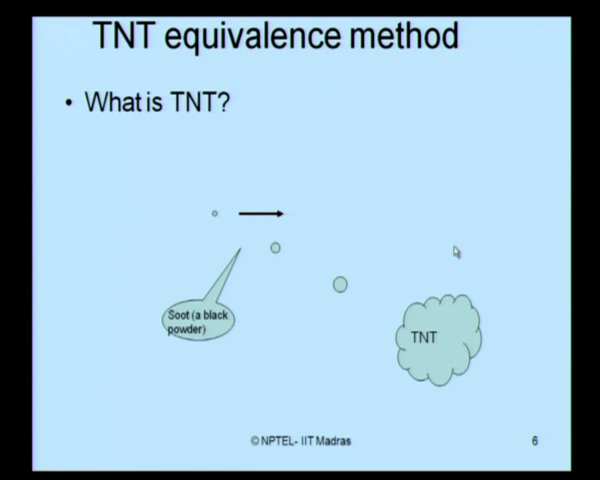 TNT equivalence method
• What is TNT?
Soot (a black
powder)
TNT
© NPTEL- IIT Madras
6